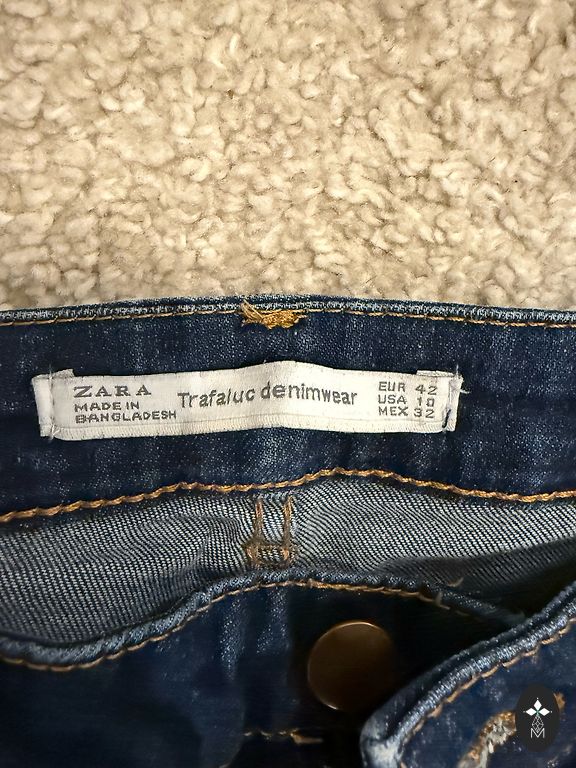 ZARA
MADE IN
BANGLADESH
Trafaluc denimwear
EUR 42
USA 10
MEX 32
M